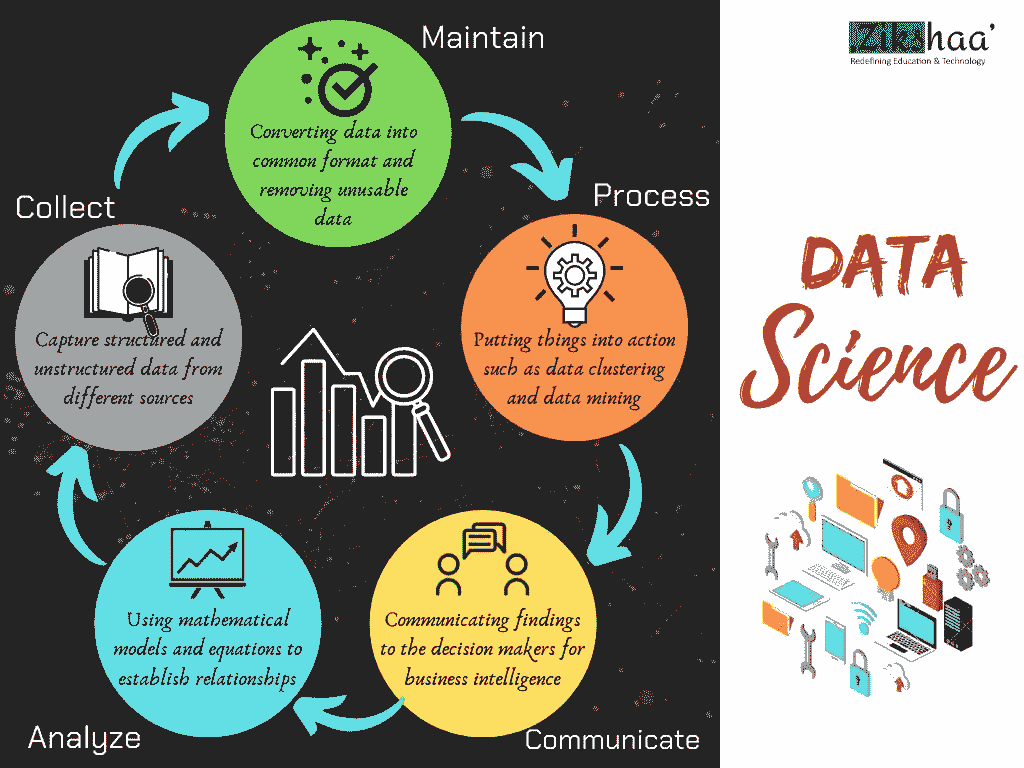 Maintain
Converting data into
common format and
removing unusable
data
Process
Putting things into action
such as data clustering
and data mining
Communicate
Communicating findings
to the decision makers for
business intelligence
Analyze
Using mathematical
models and equations to
establish relationships
Collect
Capture structured and
unstructured data from
different sources
Zikshaa'
Redefining Education & Technology
DATA
Science
?
?